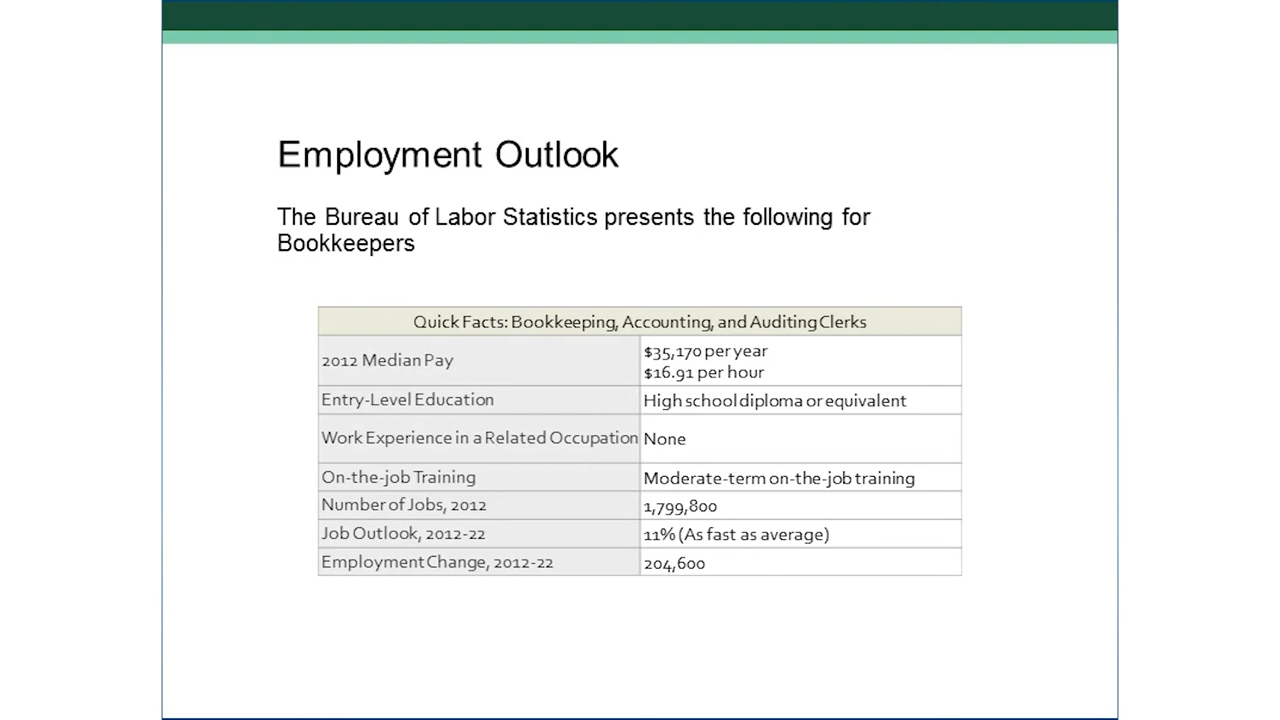 Employment Outlook
The Bureau of Labor Statistics presents the following for
Bookkeepers
Quick Facts: Bookkeeping, Accounting, and Auditing Clerks
2012 Median Pay
$35,170 per year
$16.91 per hour
Entry-Level Education
High school diploma or equivalent
Work Experience in a Related Occupation
None
On-the-job Training
Moderate-term on-the-job training
Number of Jobs, 2012
1,799,800
Job Outlook, 2012-22
11% (As fast as average)
Employment Change, 2012-22
204,600